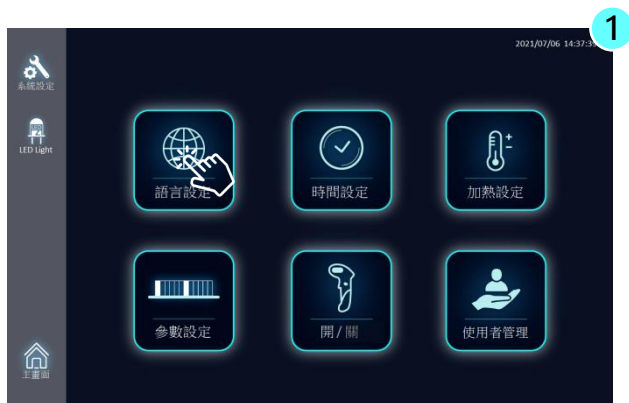 1
2021/07/06 14:37:39
系統設定
LED Light
語言設定
時間設定
加熱設定
參數設定
開/關
使用者管理
主畫面